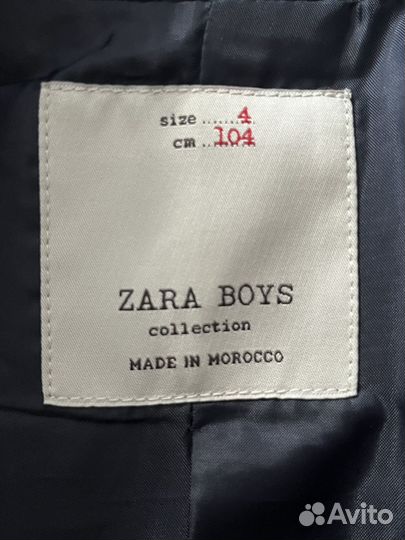 size ...... 4
cm ...104
ZARA BOYS
collection
MADE IN MOROCCO
Avito